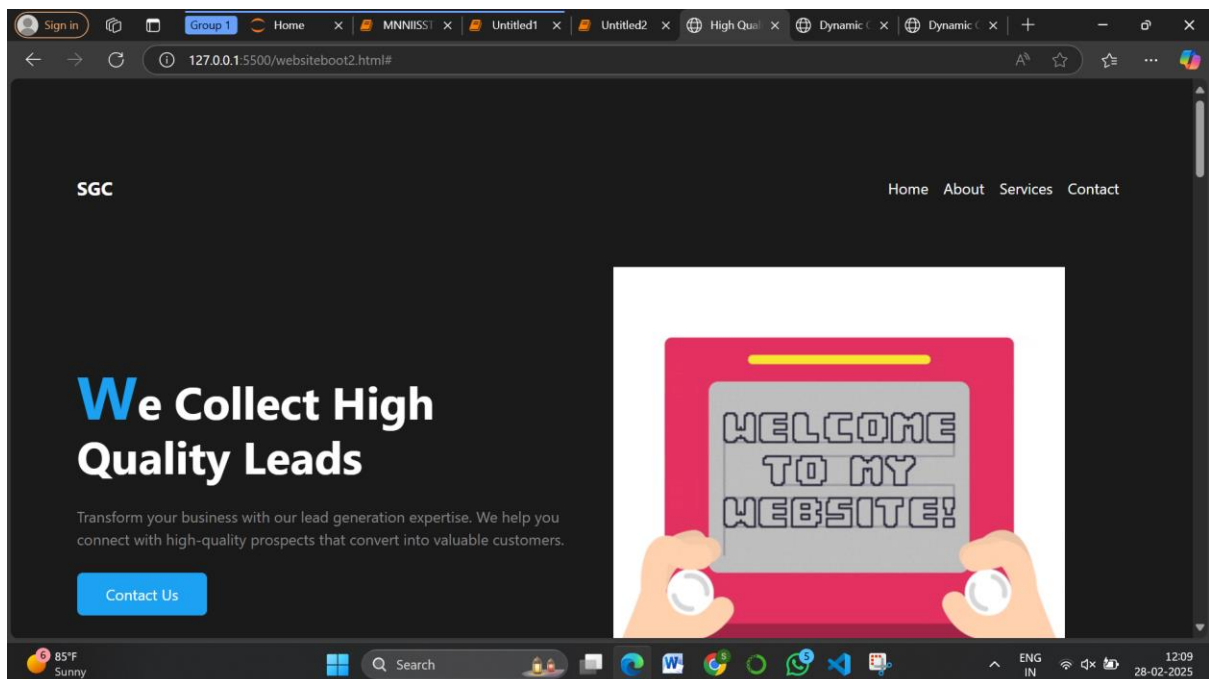 Sign in
Group 1
Home
MNNIISST
Untitled1
Untitled2
High Qual
Dynamic C
Dynamic C
127.0.0.1:5500/websiteboot2.html#
SGC
Home About Services Contact
We Collect High
Quality Leads
Transform your business with our lead generation expertise. We help you
connect with high-quality prospects that convert into valuable customers.
Contact Us
WELCOME
TO MY
WEBSITE!
6
85°F
Sunny
Search
ENG
IN
12:09
28-02-2025